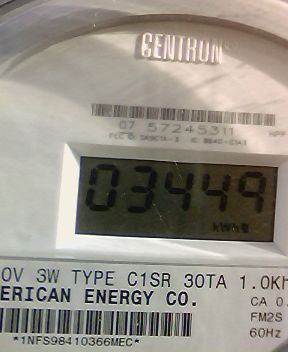 CENTRON®
07 57245311
03449
kWh
0V 3W TYPE C1SR 30TA 1.0Kh
ERICAN ENERGY CO.
CA 0.
FM2S
60Hz
*1NFS98410366MEC*